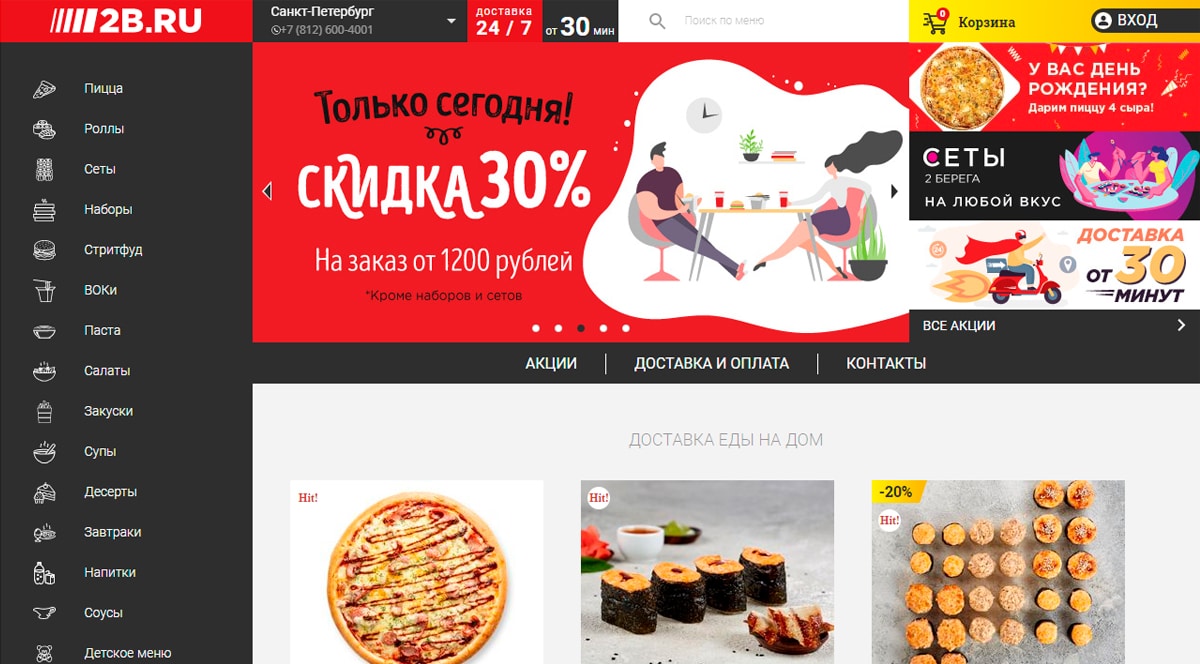 2B.RU
Санкт-Петербург
+7 (812) 600-4001
доставка
24 / 7
от 30 мин
Поиск по меню
0
Корзина
ВХОД
Пицца
Роллы
Сеты
Наборы
Стритфуд
ВОКи
Паста
Салаты
Закуски
Супы
Десерты
Завтраки
Напитки
Соусы
Детское меню
Только сегодня!
СКИДКА 30%
На заказ от 1200 рублей
*Кроме наборов и сетов
У ВАС ДЕНЬ
РОЖДЕНИЯ?
Дарим пиццу 4 сыра!
СЕТЫ
2 БЕРЕГА
НА ЛЮБОЙ ВКУС
24
ДОСТАВКА
ОТ 30
МИНУТ
ВСЕ АКЦИИ
АКЦИИ
ДОСТАВКА И ОПЛАТА
КОНТАКТЫ
ДОСТАВКА ЕДЫ НА ДОМ
Hit!
Hit!
-20%
Hit!